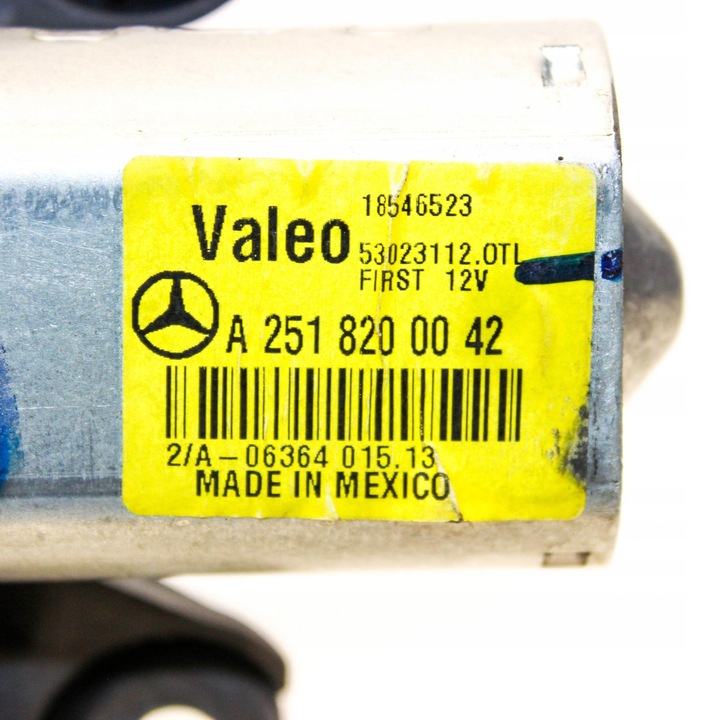 Valeo 18546523
53023112.OTL
FIRST 12V
A 251 820 00 42
2/A-06364 015.13
MADE IN MEXICO